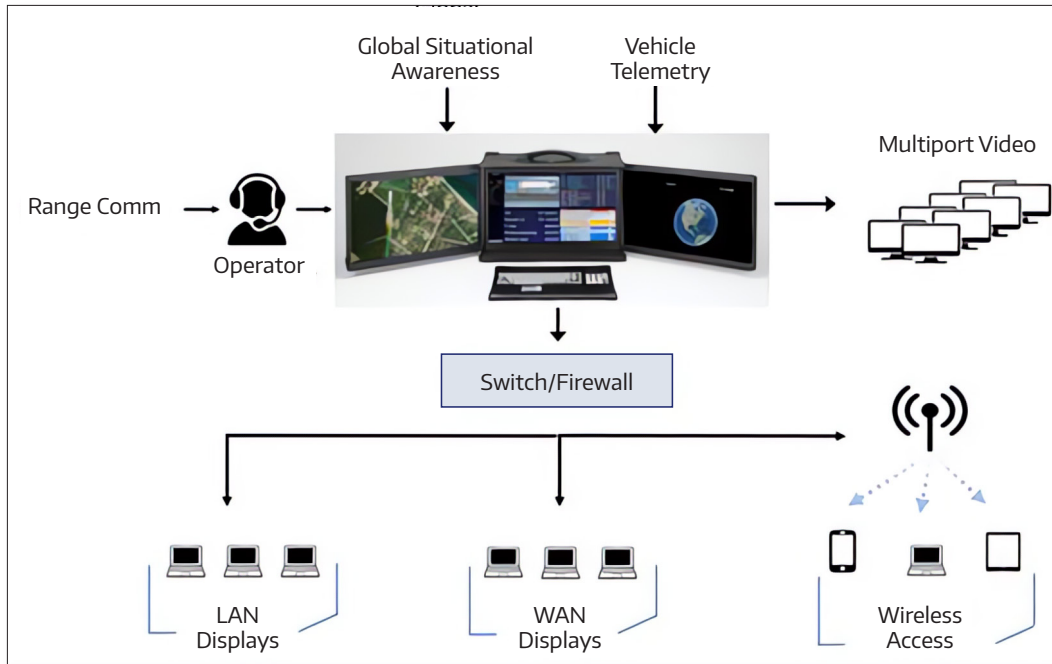 Global Situational
Awareness
Vehicle
Telemetry
Multiport Video
Range Comm
Operator
Switch/Firewall
LAN
Displays
WAN
Displays
Wireless
Access